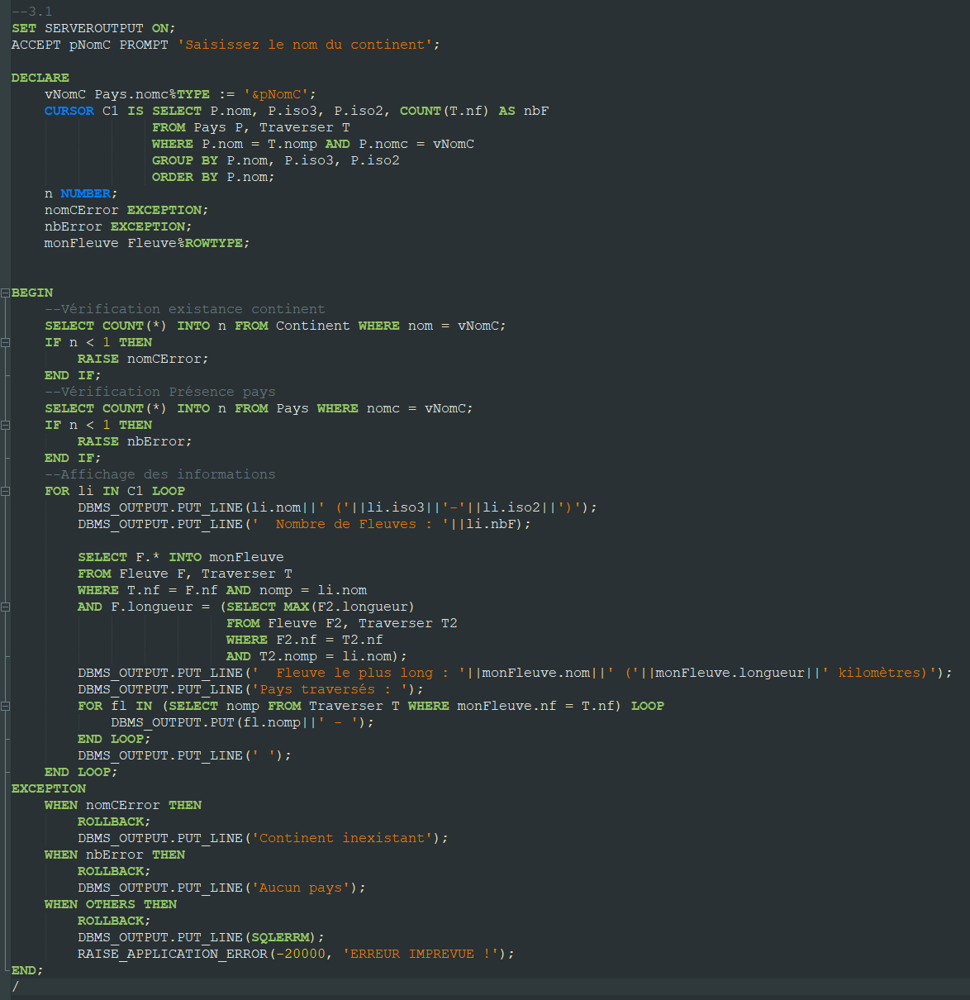 --3.1
SET SERVEROUTPUT ON;
ACCEPT pNomC PROMPT 'Saisissez le nom du continent';
DECLARE
    vNomC Pays.nomc%TYPE := '&pNomC';
    CURSOR C1 IS SELECT P.nom, P.iso3, P.iso2, COUNT(T.nf) AS nbF
                 FROM Pays P, Traverser T
                 WHERE P.nom = T.nomp AND P.nomc = vNomC
                 GROUP BY P.nom, P.iso3, P.iso2
                 ORDER BY P.nom;
    n NUMBER;
    nomCError EXCEPTION;
    nbError EXCEPTION;
    monFleuve Fleuve%ROWTYPE;
BEGIN
    --Vérification existance continent
    SELECT COUNT(*) INTO n FROM Continent WHERE nom = vNomC;
    IF n < 1 THEN
        RAISE nomCError;
    END IF;
    --Vérification Présence pays
    SELECT COUNT(*) INTO n FROM Pays WHERE nomc = vNomC;
    IF n < 1 THEN
        RAISE nbError;
    END IF;
    --Affichage des informations
    FOR li IN C1 LOOP
        DBMS_OUTPUT.PUT_LINE(li.nom||' ('||li.iso3||'-'||li.iso2||')');
        DBMS_OUTPUT.PUT_LINE('  Nombre de Fleuves : '||li.nbF);
        SELECT F.* INTO monFleuve
        FROM Fleuve F, Traverser T
        WHERE T.nf = F.nf AND nomp = li.nom
        AND F.longueur = (SELECT MAX(F2.longueur)
                          FROM Fleuve F2, Traverser T2
                          WHERE F2.nf = T2.nf
                          AND T2.nomp = li.nom);
        DBMS_OUTPUT.PUT_LINE('  Fleuve le plus long : '||monFleuve.nom||' ('||monFleuve.longueur||' kilomètres)');
        DBMS_OUTPUT.PUT_LINE('Pays traversés : ');
        FOR fl IN (SELECT nomp FROM Traverser T WHERE monFleuve.nf = T.nf) LOOP
            DBMS_OUTPUT.PUT(fl.nomp||' - ');
        END LOOP;
        DBMS_OUTPUT.PUT_LINE(' ');
    END LOOP;
EXCEPTION
    WHEN nomCError THEN
        ROLLBACK;
        DBMS_OUTPUT.PUT_LINE('Continent inexistant');
    WHEN nbError THEN
        ROLLBACK;
        DBMS_OUTPUT.PUT_LINE('Aucun pays');
    WHEN OTHERS THEN
        ROLLBACK;
        DBMS_OUTPUT.PUT_LINE(SQLERRM);
        RAISE_APPLICATION_ERROR(-20000, 'ERREUR IMPREVUE !');
END;
/